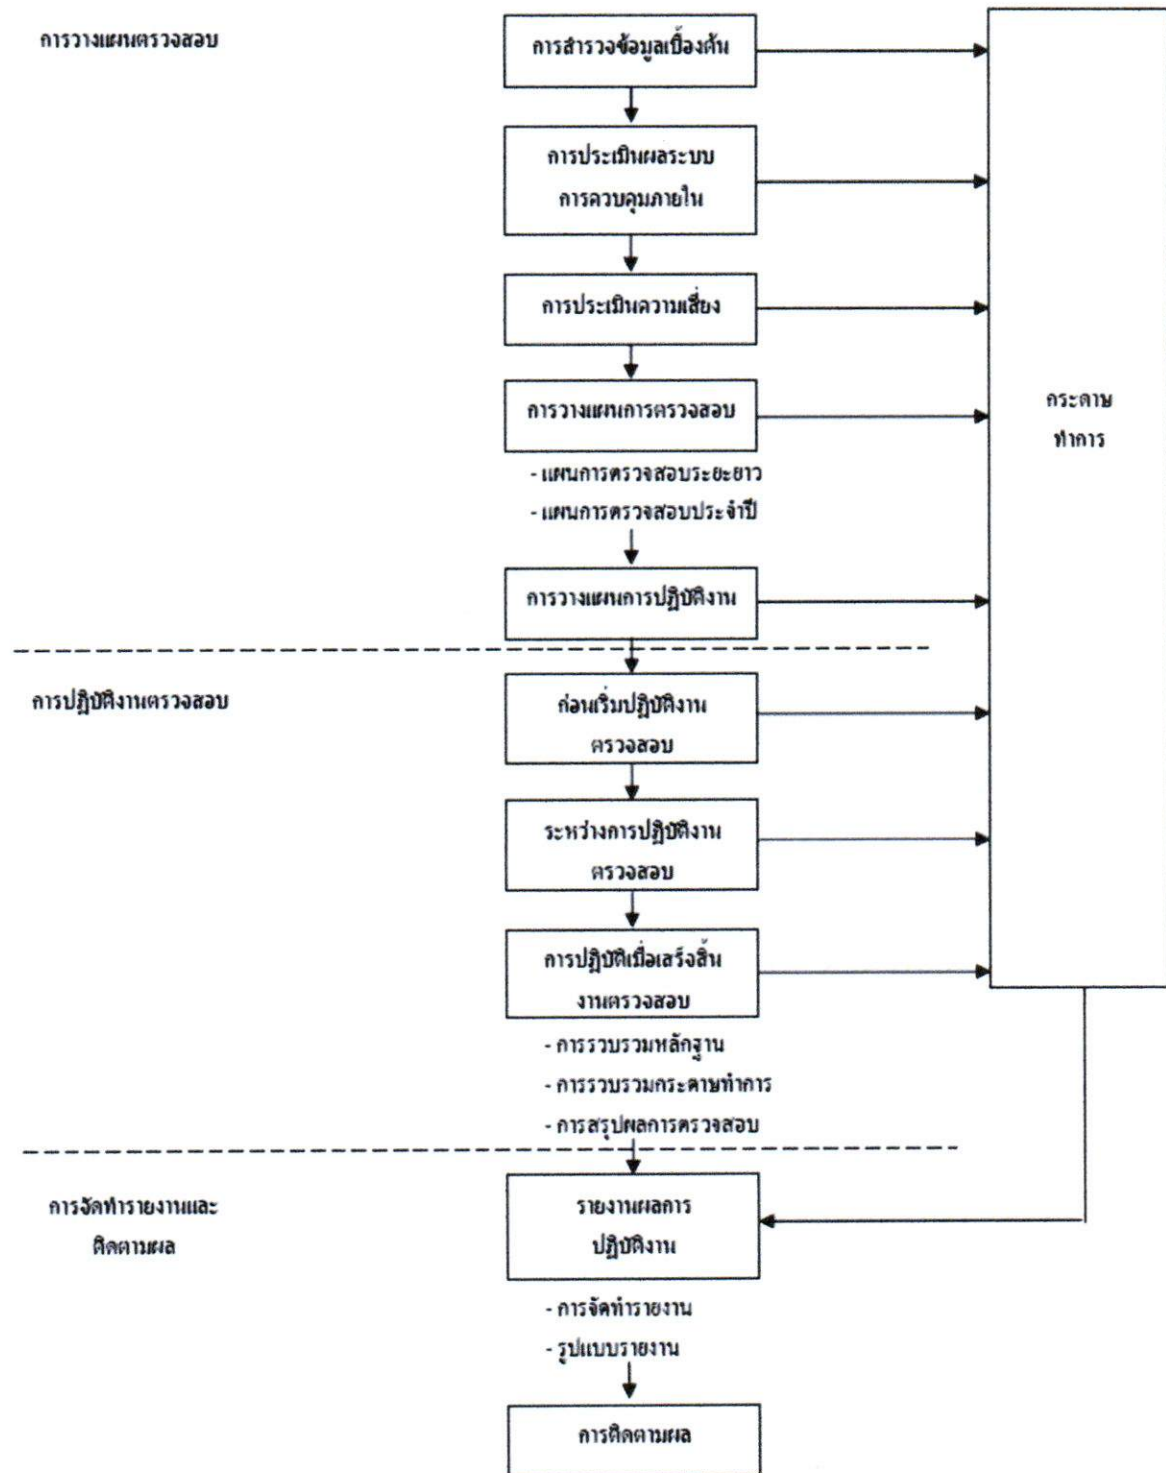 การวางแผนตรวจสอบ
การสำรวจข้อมูลเบื้องต้น
การประเมินผลระบบ
การควบคุมภายใน
การประเมินความเสี่ยง
การวางแผนการตรวจสอบ
- แผนการตรวจสอบระยะยาว
- แผนการตรวจสอบประจำปี
การวางแผนการปฏิบัติงาน
กระดาษ
ทำการ
การปฏิบัติงานตรวจสอบ
ก่อนเริ่มปฏิบัติงาน
ตรวจสอบ
ระหว่างการปฏิบัติงาน
ตรวจสอบ
การปฏิบัติเมื่อเสร็จสิ้น
งานตรวจสอบ
- การรวบรวมหลักฐาน
- การรวบรวมกระดาษทำการ
- การสรุปผลการตรวจสอบ
การจัดทำรายงานและ
ติดตามผล
รายงานผลการ
ปฏิบัติงาน
- การจัดทำรายงาน
- รูปแบบรายงาน
การติดตามผล